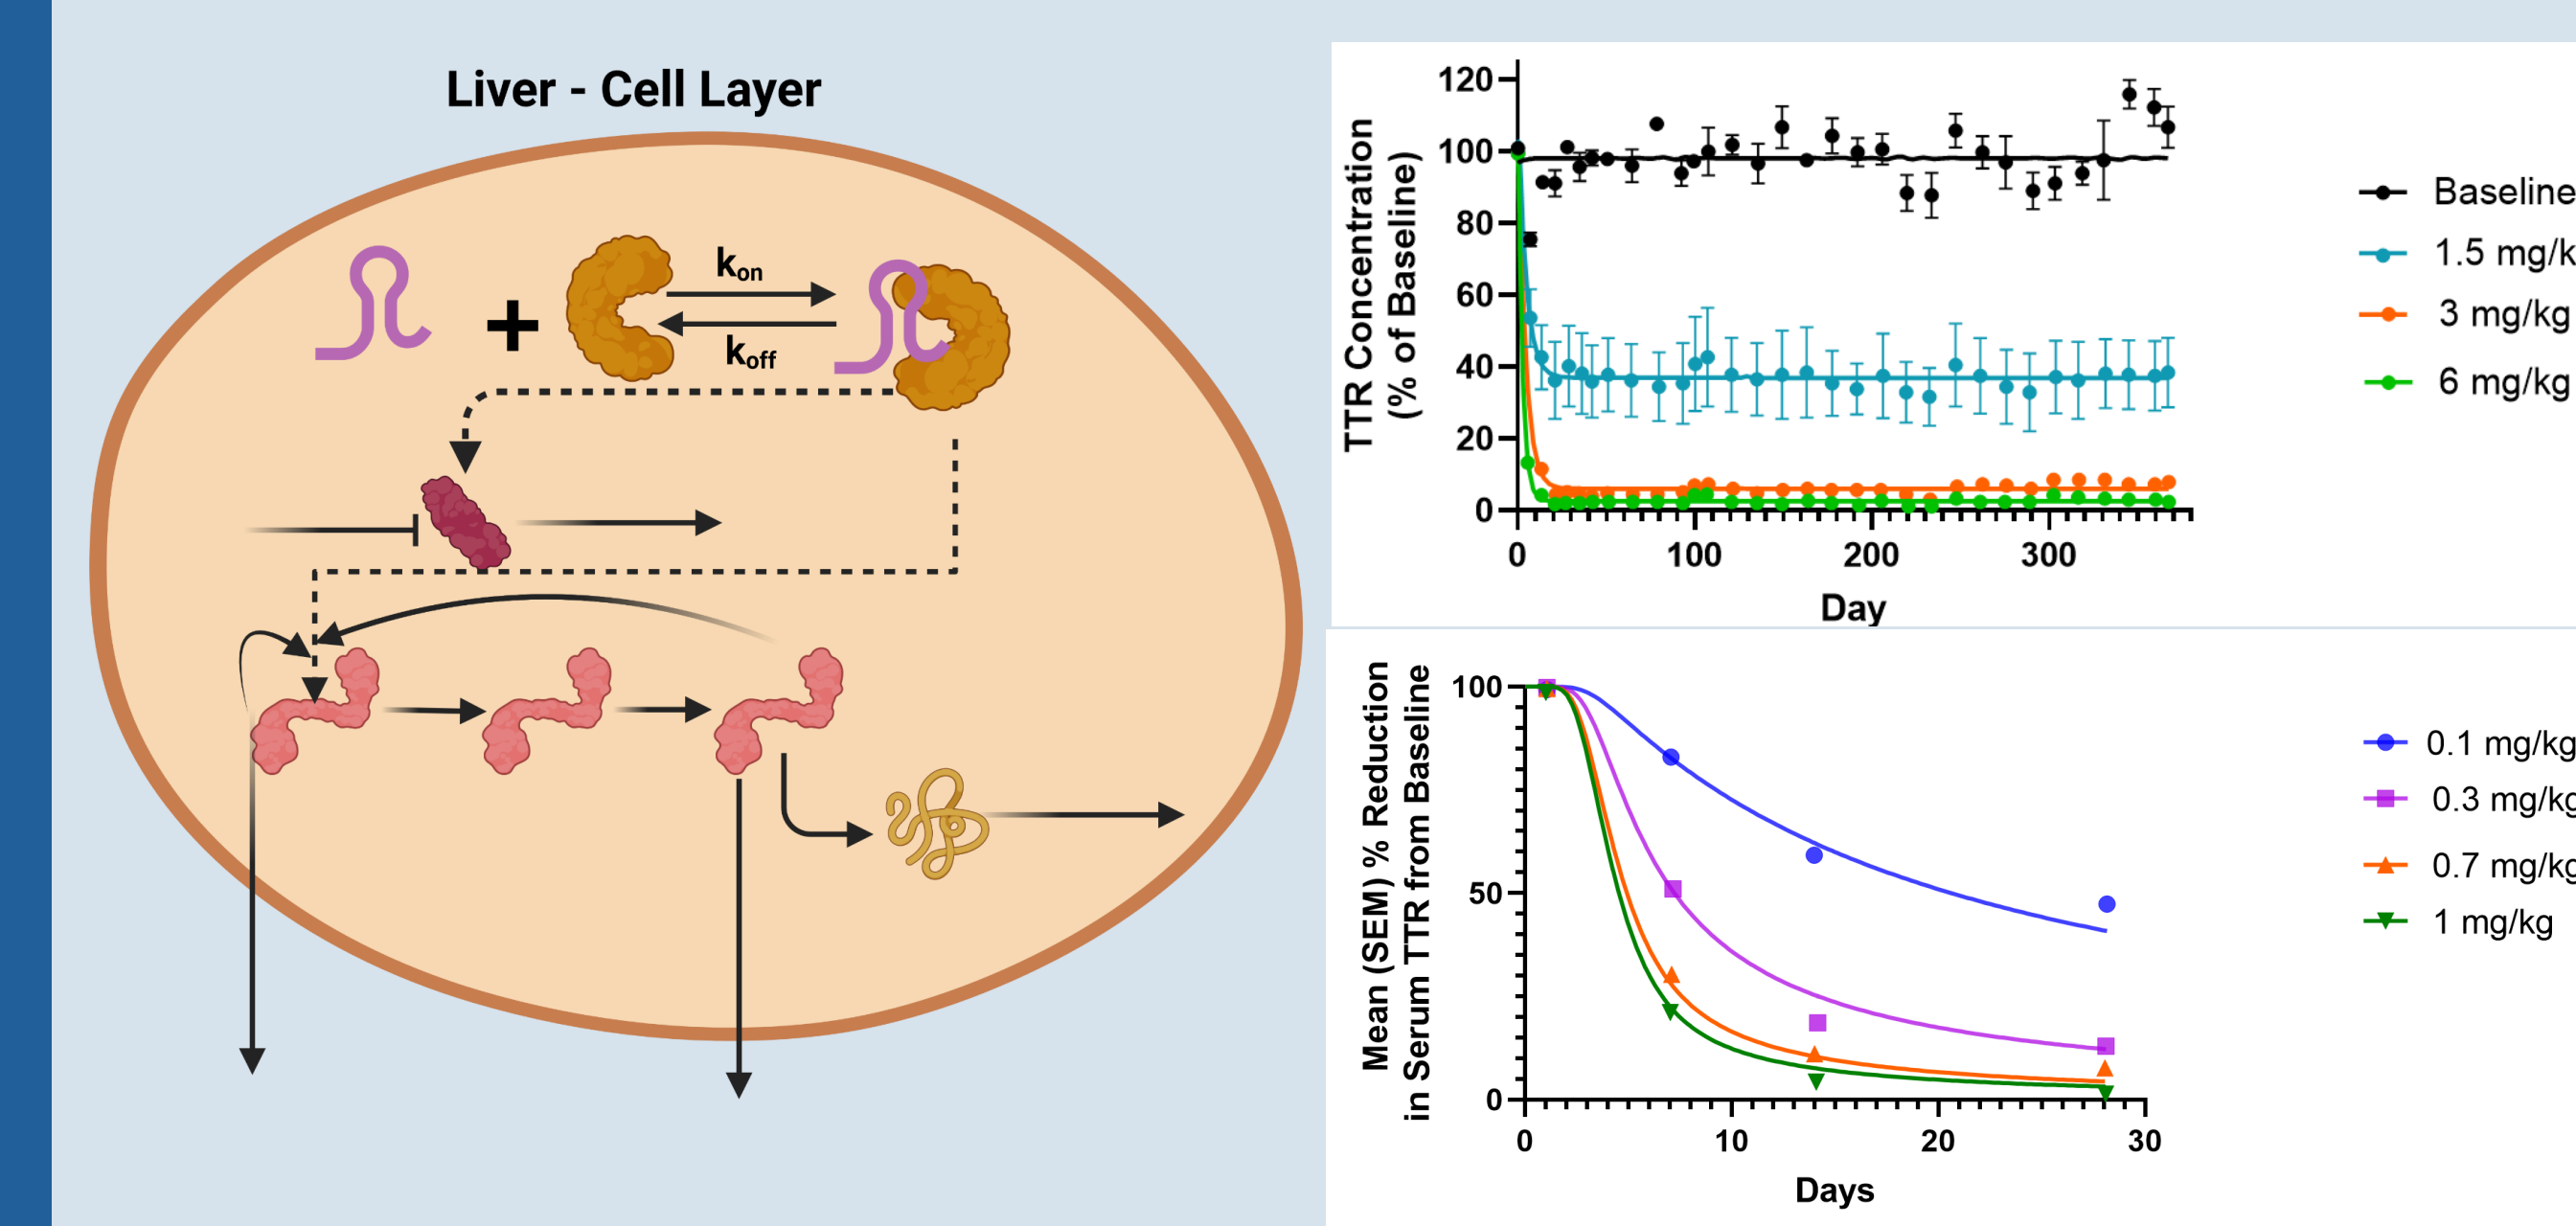 Liver - Cell Layer
+
kon
koff
TTR Concentration
(% of Baseline)
120
100
80
60
40
20
0
0 100 200 300
Day
Baseline
1.5 mg/k
3 mg/kg
6 mg/kg
Mean (SEM) % Reduction
in Serum TTR from Baseline
100
50
0
0 10 20 30
Days
0.1 mg/kg
0.3 mg/kg
0.7 mg/kg
1 mg/kg